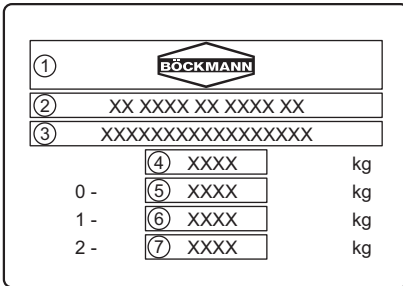 ① BÖCKMANN
② XX XXXX XX XXXX XX
③ XXXXXXXXXXXXXXXXX
④ XXXX kg
0 - ⑤ XXXX kg
1 - ⑥ XXXX kg
2 - ⑦ XXXX kg